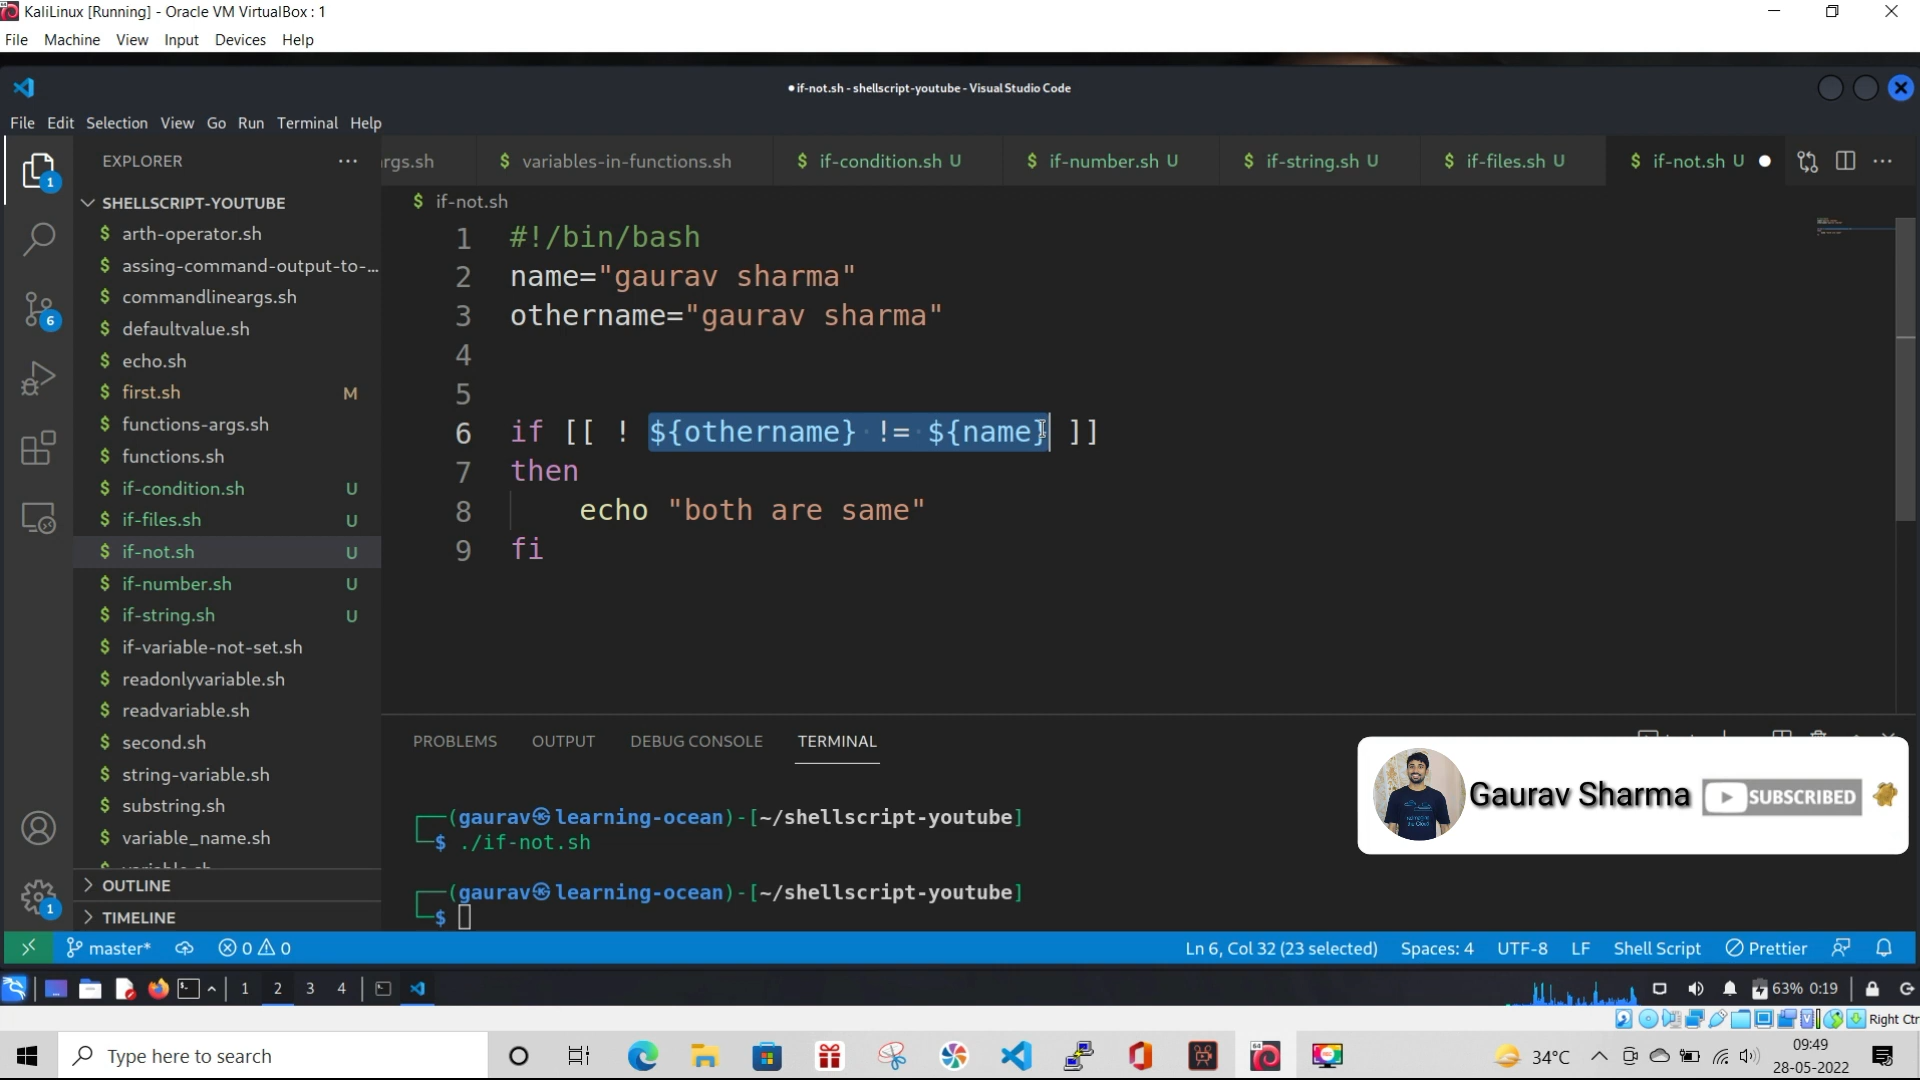 KaliLinux [Running] - Oracle VM VirtualBox : 1
File Machine View Input Devices Help
if-not.sh - shellscript-youtube - Visual Studio Code
File Edit Selection View Go Run Terminal Help
EXPLORER
rgs.sh
variables-in-functions.sh
if-condition.sh U
if-number.sh U
if-string.sh U
if-files.sh U
if-not.sh U
SHELLSCRIPT-YOUTUBE
$ arth-operator.sh
$ assing-command-output-to-...
$ commandlineargs.sh
$ defaultvalue.sh
$ echo.sh
$ first.sh M
$ functions-args.sh
$ functions.sh
$ if-condition.sh U
$ if-files.sh U
$ if-not.sh U
$ if-number.sh U
$ if-string.sh U
$ if-variable-not-set.sh
$ readonlyvariable.sh
$ readvariable.sh
$ second.sh
$ string-variable.sh
$ substring.sh
$ variable_name.sh
OUTLINE
TIMELINE
1
6
1
$ if-not.sh
1 #!/bin/bash
2 name="gaurav sharma"
3 othername="gaurav sharma"
4
5
6 if [[ ! ${othername} != ${name} ]]
7 then
8 echo "both are same"
9 fi
PROBLEMS OUTPUT DEBUG CONSOLE TERMINAL
(gaurav㉿learning-ocean)-[~/shellscript-youtube]
$ ./if-not.sh
(gaurav㉿learning-ocean)-[~/shellscript-youtube]
$
Gaurav Sharma SUBSCRIBED
master* 0 0 Ln 6, Col 32 (23 selected) Spaces: 4 UTF-8 LF Shell Script Prettier
1 2 3 4 63% 0:19
Right Ctr
Type here to search
34°C
09:49
28-05-2022